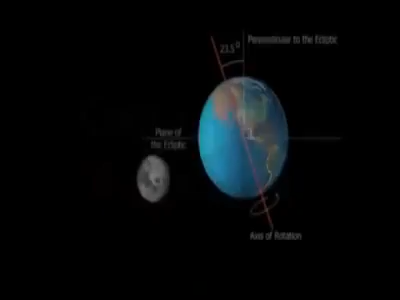 Perpendicular to the Ecliptic
23.5°
Plane of
the Ecliptic
Axis of Rotation